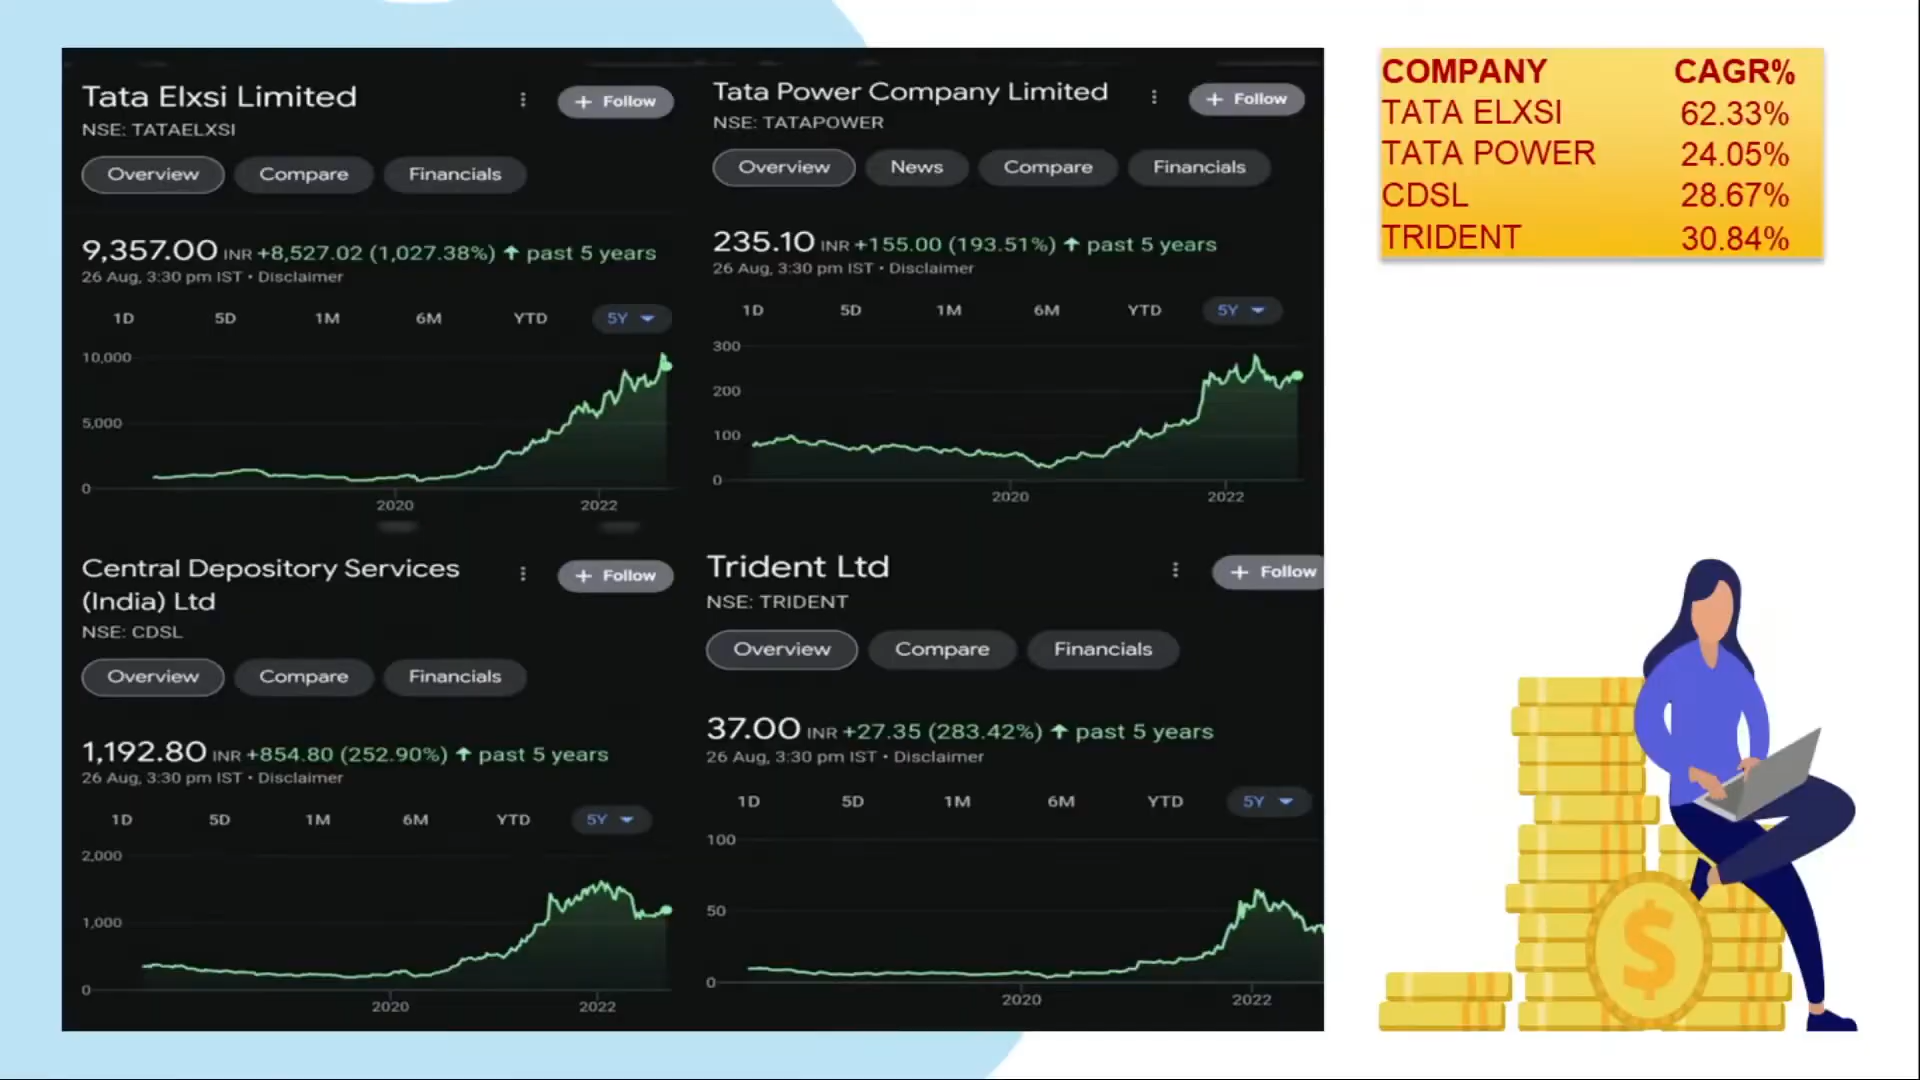 Tata Elxsi Limited
+ Follow
NSE: TATAELXSI
Overview Compare Financials
9,357.00 INR +8,527.02 (1,027.38%) ↑ past 5 years
26 Aug, 3:30 pm IST • Disclaimer
1D 5D 1M 6M YTD 5Y
10,000
5,000
0
2020 2022
Tata Power Company Limited
+ Follow
NSE: TATAPOWER
Overview News Compare Financials
235.10 INR +155.00 (193.51%) ↑ past 5 years
26 Aug, 3:30 pm IST • Disclaimer
1D 5D 1M 6M YTD 5Y
300
200
100
0
2020 2022
Central Depository Services
(India) Ltd
+ Follow
NSE: CDSL
Overview Compare Financials
1,192.80 INR +854.80 (252.90%) ↑ past 5 years
26 Aug, 3:30 pm IST • Disclaimer
1D 5D 1M 6M YTD 5Y
2,000
1,000
0
2020 2022
Trident Ltd
+ Follow
NSE: TRIDENT
Overview Compare Financials
37.00 INR +27.35 (283.42%) ↑ past 5 years
26 Aug, 3:30 pm IST • Disclaimer
1D 5D 1M 6M YTD 5Y
100
50
0
2020 2022
COMPANY CAGR%
TATA ELXSI 62.33%
TATA POWER 24.05%
CDSL 28.67%
TRIDENT 30.84%
$